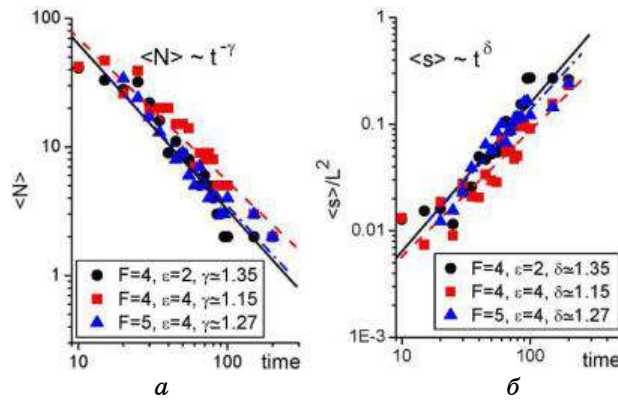 100
<N> ~ t^-γ
10
<N>
1
F=4, ε=2, γ≃1.35
F=4, ε=4, γ≃1.15
F=5, ε=4, γ≃1.27
10
100
time
а
1
<s> ~ t^δ
0.1
<s>/L^2
0.01
F=4, ε=2, δ≃1.35
F=4, ε=4, δ≃1.15
F=5, ε=4, δ≃1.27
1E-3
10
100
time
б